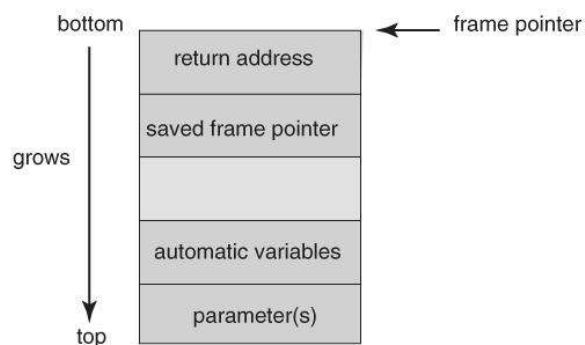 bottom
frame pointer
return address
saved frame pointer
grows
automatic variables
parameter(s)
top